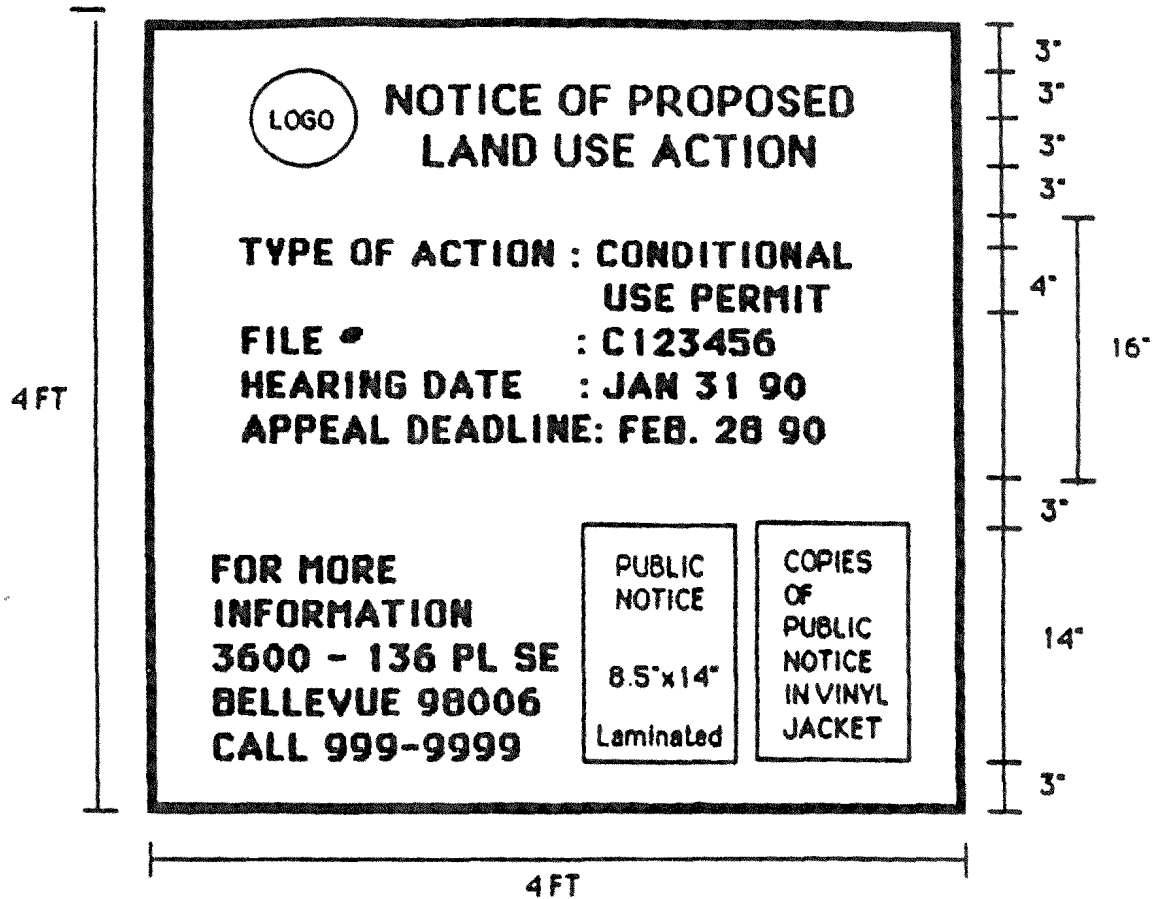 LOGO
NOTICE OF PROPOSED
LAND USE ACTION
TYPE OF ACTION : CONDITIONAL
USE PERMIT
FILE # : C123456
HEARING DATE : JAN 31 90
APPEAL DEADLINE: FEB. 28 90
FOR MORE
INFORMATION
3600 - 136 PL SE
BELLEVUE 98006
CALL 999-9999
PUBLIC
NOTICE
8.5"x14"
Laminated
COPIES
OF
PUBLIC
NOTICE
IN VINYL
JACKET
4 FT
4 FT
3"
3"
3"
3"
4"
16"
3"
14"
3"